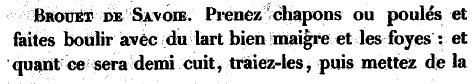 Brouet de Savoie. Prenez chapons ou poulés et
faites boulir avec du lart bien maigre et les foyes : et
quant ce sera demi cuit, traiez-les, puis mettez de la